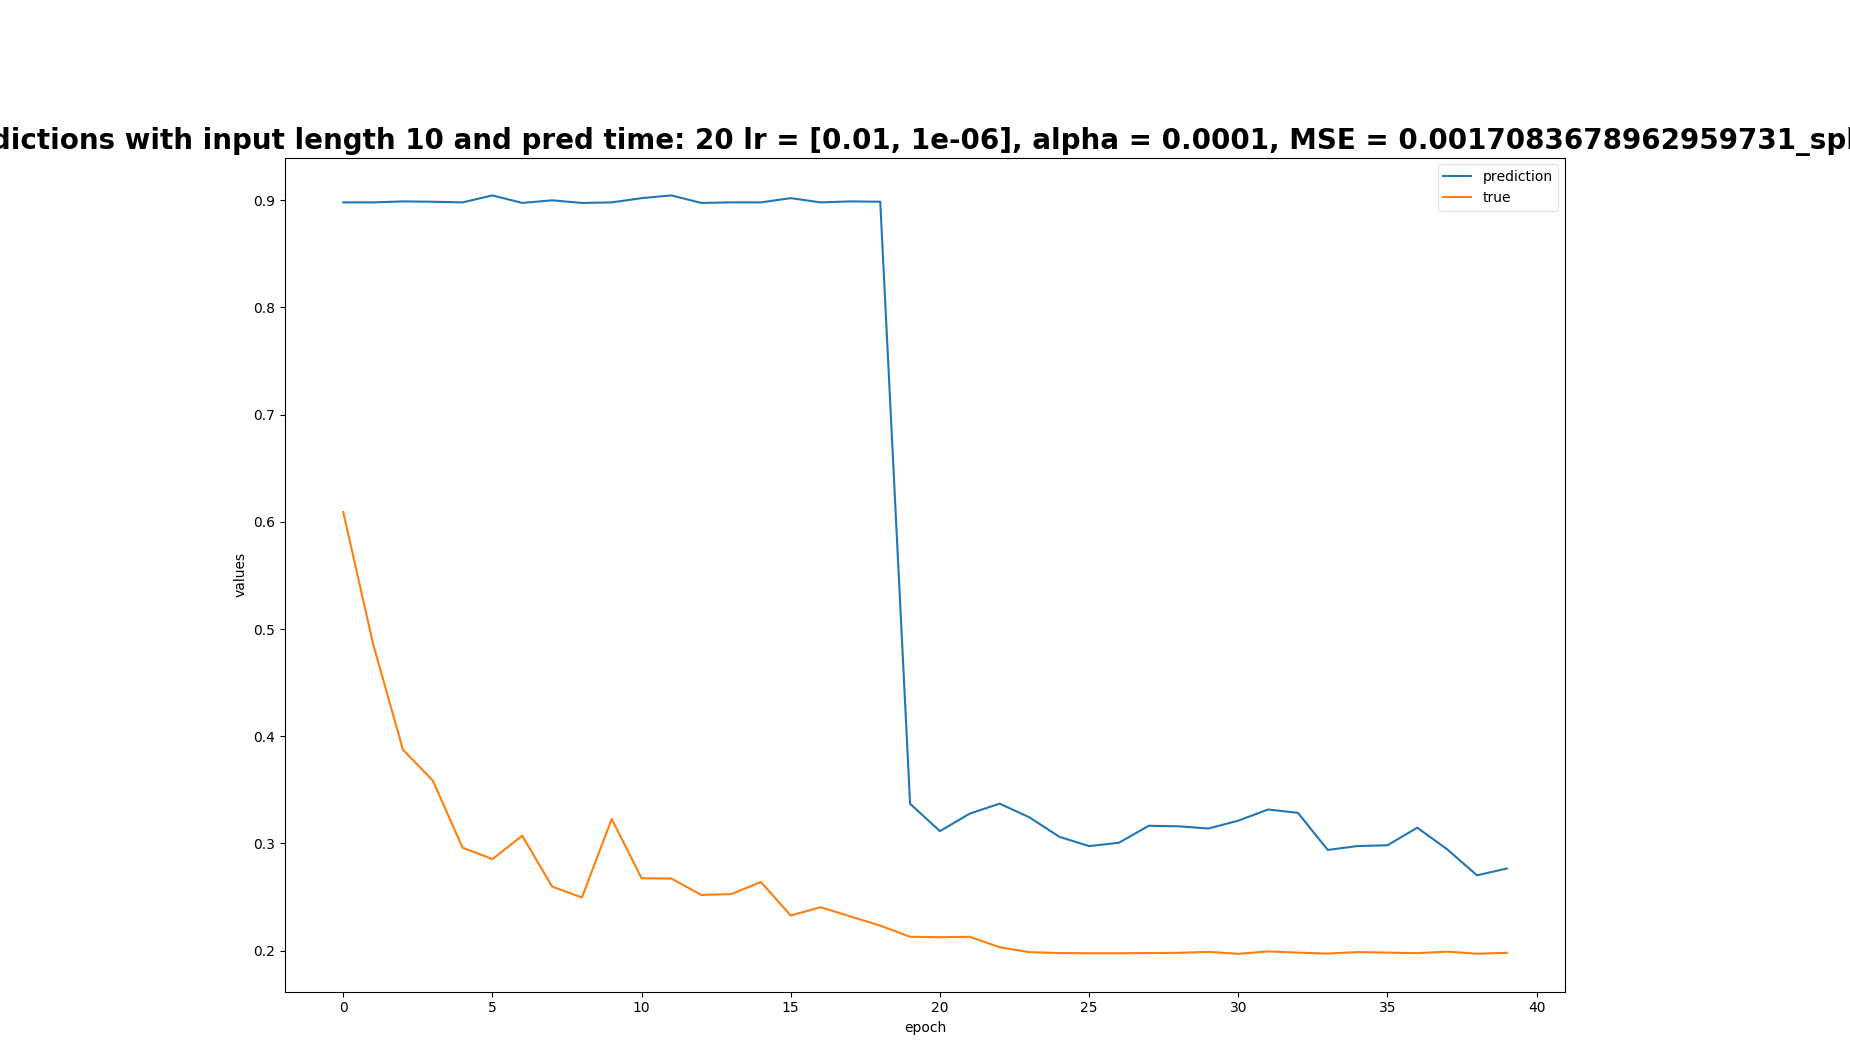 dictions with input length 10 and pred time: 20 lr = [0.01, 1e-06], alpha = 0.0001, MSE = 0.0017083678962959731_spl
prediction
true
0.9
0.8
0.7
0.6
0.5
0.4
0.3
0.2
values
0 5 10 15 20 25 30 35 40
epoch